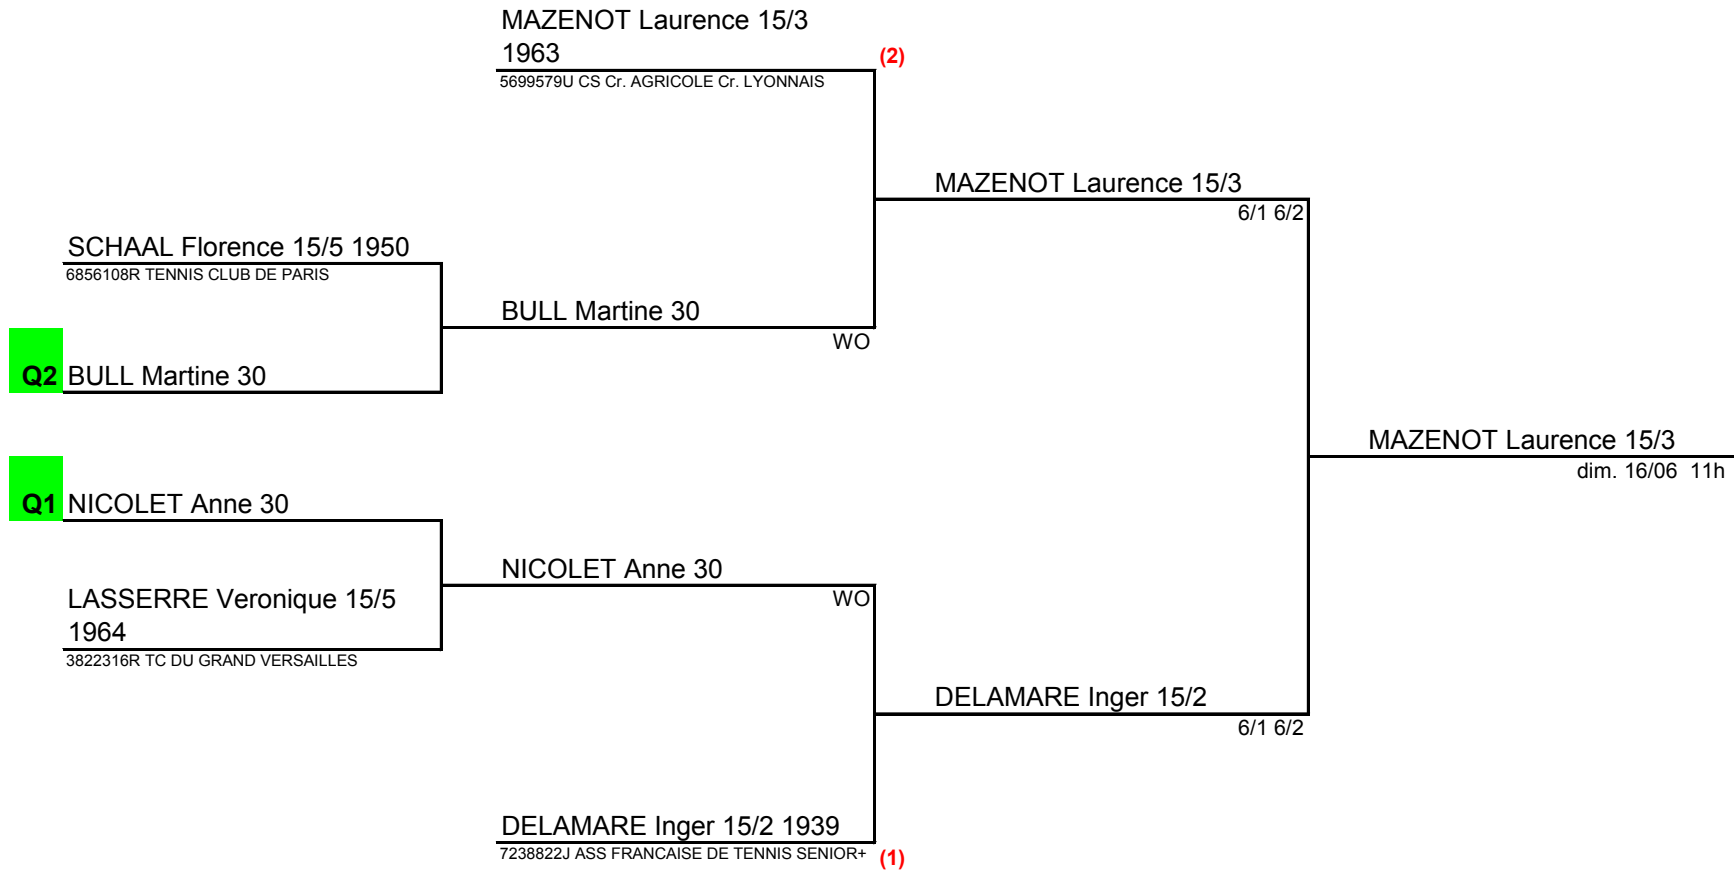 MAZENOT Laurence 15/3
1963
(2)
5699579U CS Cr. AGRICOLE Cr. LYONNAIS
MAZENOT Laurence 15/3
6/1 6/2
SCHAAL Florence 15/5 1950
6856108R TENNIS CLUB DE PARIS
BULL Martine 30
WO
Q2 BULL Martine 30
MAZENOT Laurence 15/3
dim. 16/06 11h
Q1 NICOLET Anne 30
NICOLET Anne 30
WO
LASSERRE Veronique 15/5
1964
3822316R TC DU GRAND VERSAILLES
DELAMARE Inger 15/2
6/1 6/2
DELAMARE Inger 15/2 1939
7238822J ASS FRANCAISE DE TENNIS SENIOR+
(1)